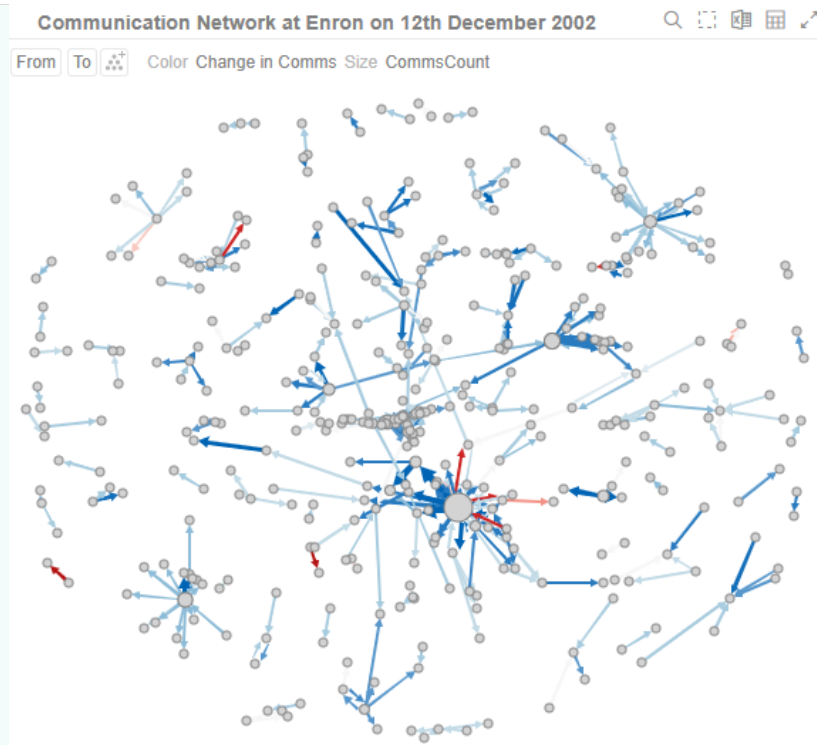 Communication Network at Enron on 12th December 2002
From To Color Change in Comms Size CommsCount